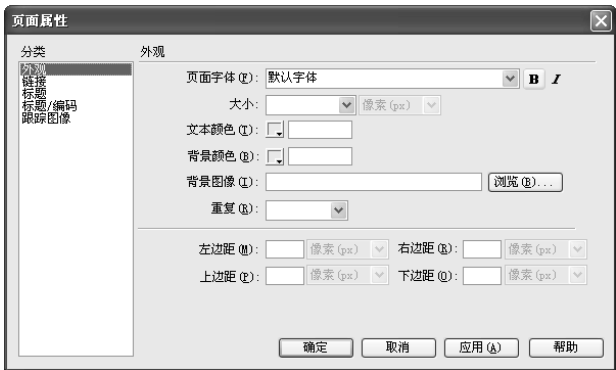 页面属性
分类
外观
链接
标题
标题/编码
跟踪图像
外观
页面字体(F): 默认字体 B I
大小: 像素(px)
文本颜色(T):
背景颜色(B):
背景图像(I): 浏览(B)...
重复(R):
左边距(M): 像素(px) 右边距(R): 像素(px)
上边距(P): 像素(px) 下边距(O): 像素(px)
确定 取消 应用(A) 帮助